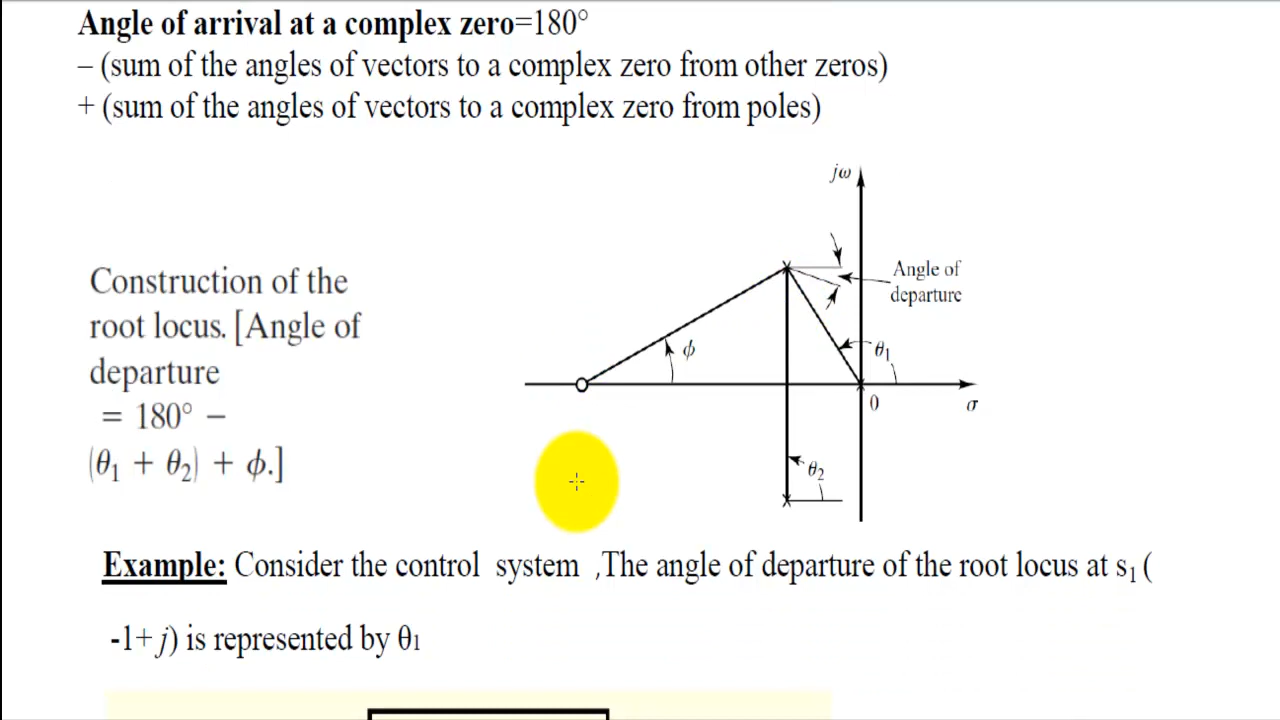 Angle of arrival at a complex zero=180°
– (sum of the angles of vectors to a complex zero from other zeros)
+ (sum of the angles of vectors to a complex zero from poles)
jω
Angle of
departure
ϕ
θ₁
0
σ
θ₂
Construction of the
root locus. [Angle of
departure
= 180° –
(θ₁ + θ₂) + ϕ.]
Example: Consider the control system ,The angle of departure of the root locus at s₁ (
-1+j) is represented by θ₁